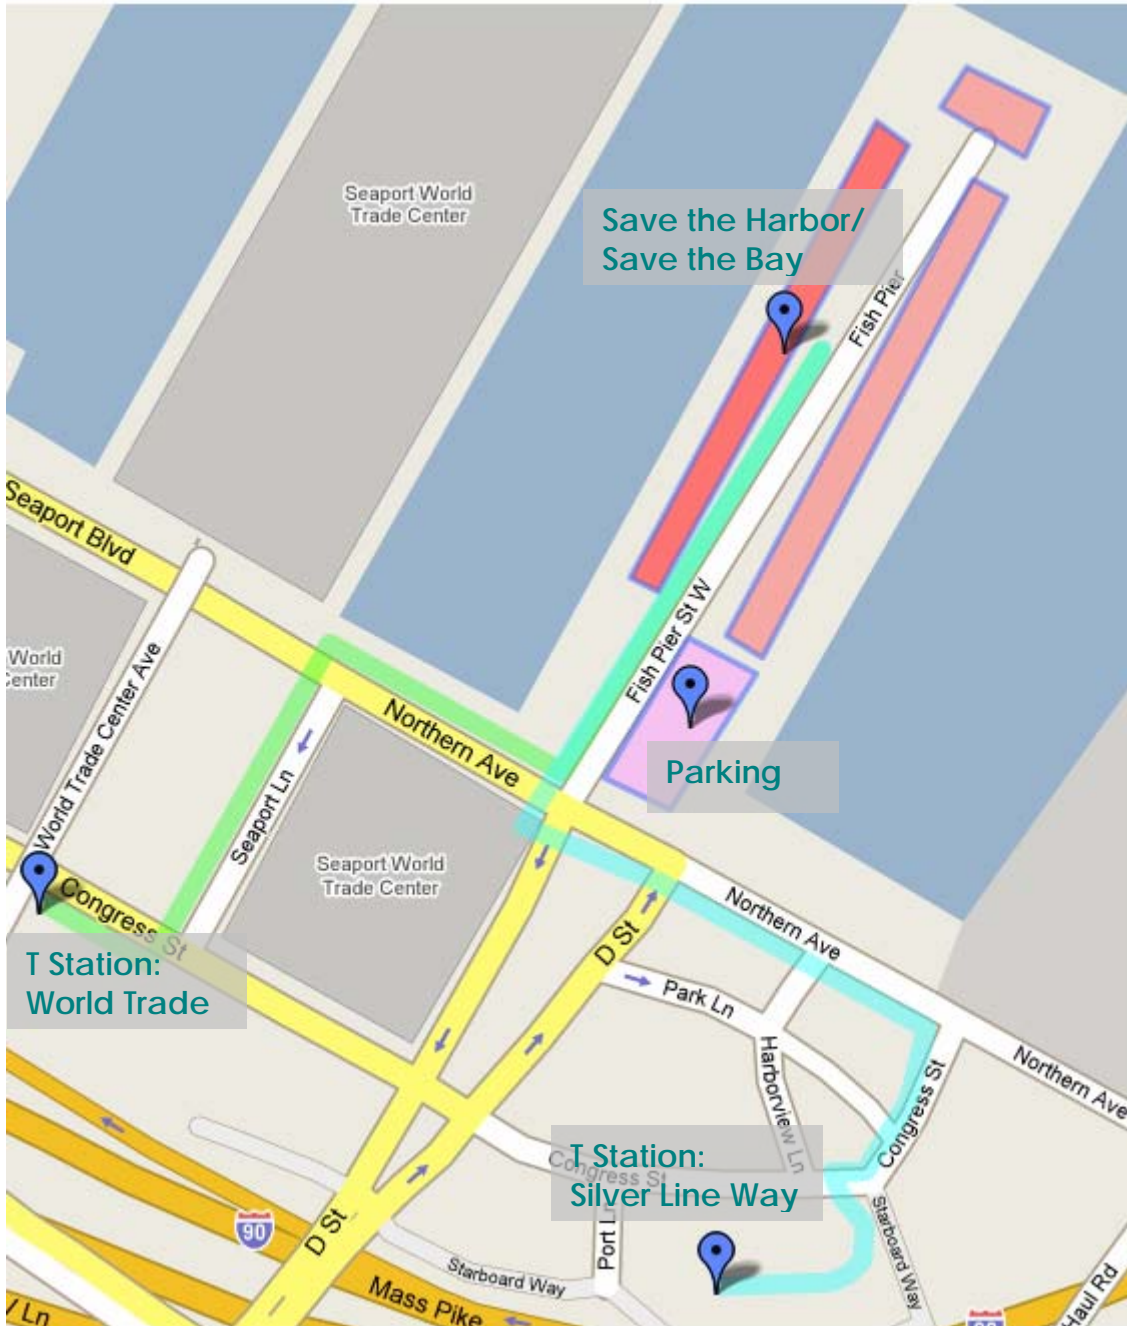 Seaport World
Trade Center
Save the Harbor/
Save the Bay
Fish Pier
Seaport Blvd
World
Center
World Trade Center Ave
Fish Pier St W
Northern Ave
Seaport Ln
Parking
Seaport World
Trade Center
Congress St
T Station:
World Trade
D St
Northern Ave
Park Ln
Harborview Ln
Congress St
Northern Ave
T Station:
Silver Line Way
Congress St
Port Ln
Starboard Way
90
D St
Starboard Way
Mass Pike
Haul Rd
Ln